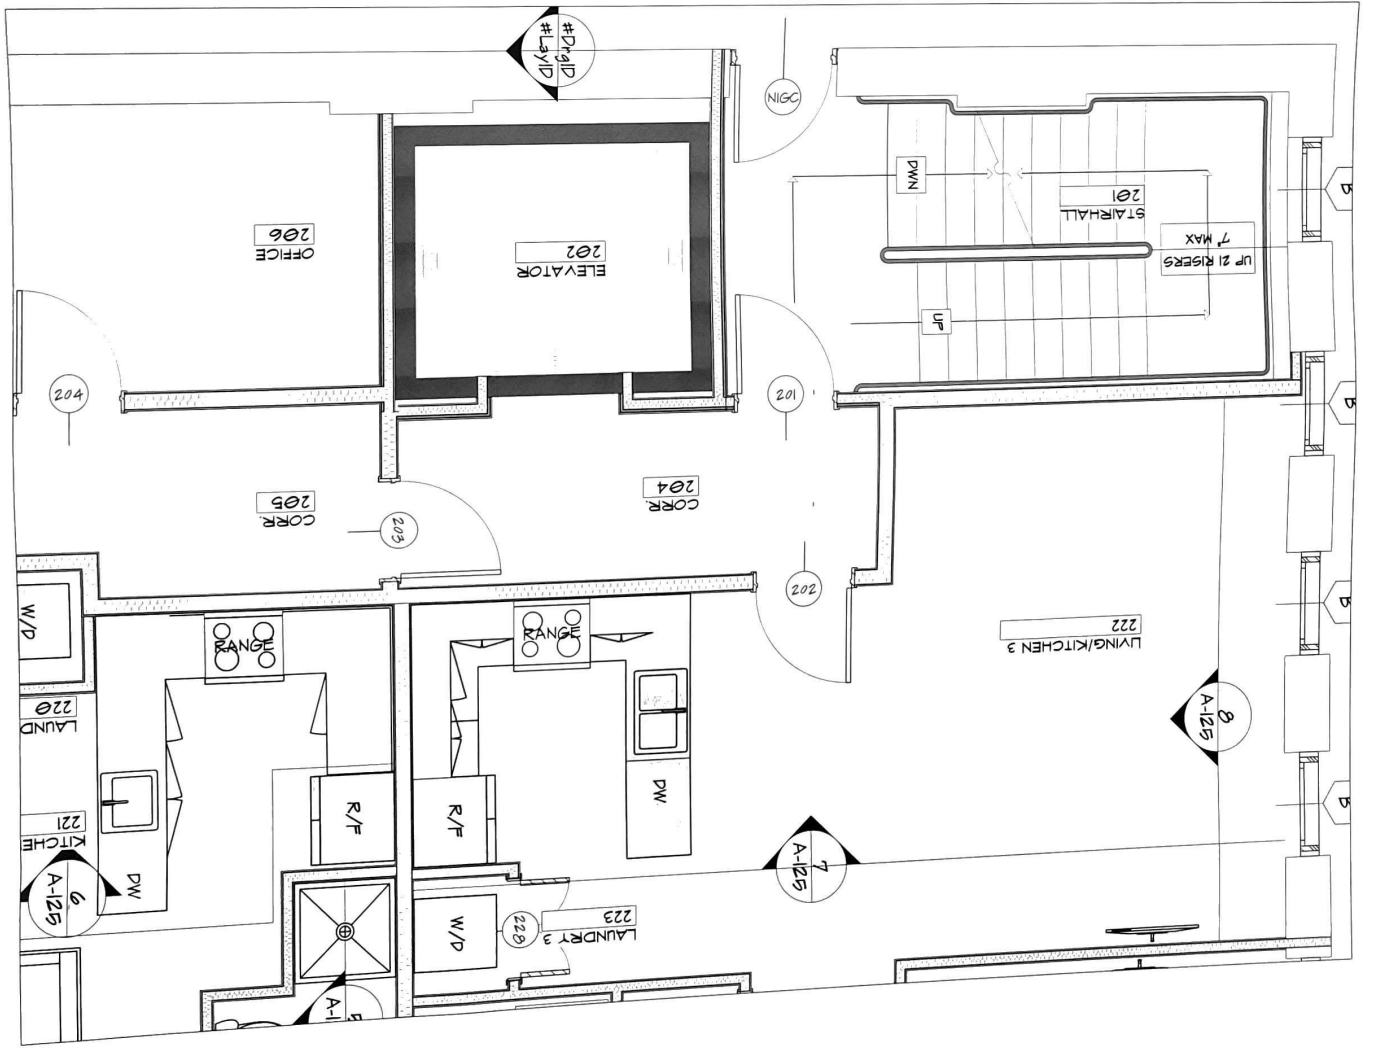 #DrgID
#LayID
NIGC
DWN
STAIRHALL
201
UP 21 RISERS
7" MAX
UP
OFFICE
206
ELEVATOR
202
204
201
CORR.
205
CORR.
204
203
202
W/D
RANGE
RANGE
LIVING/KITCHEN 3
222
LAUND
220
KITCHE
221
DW
R/F
R/F
DW
8
A-125
7
A-125
6
A-125
W/D
228
LAUNDRY 3
223
B
B
B
B
5
A-1